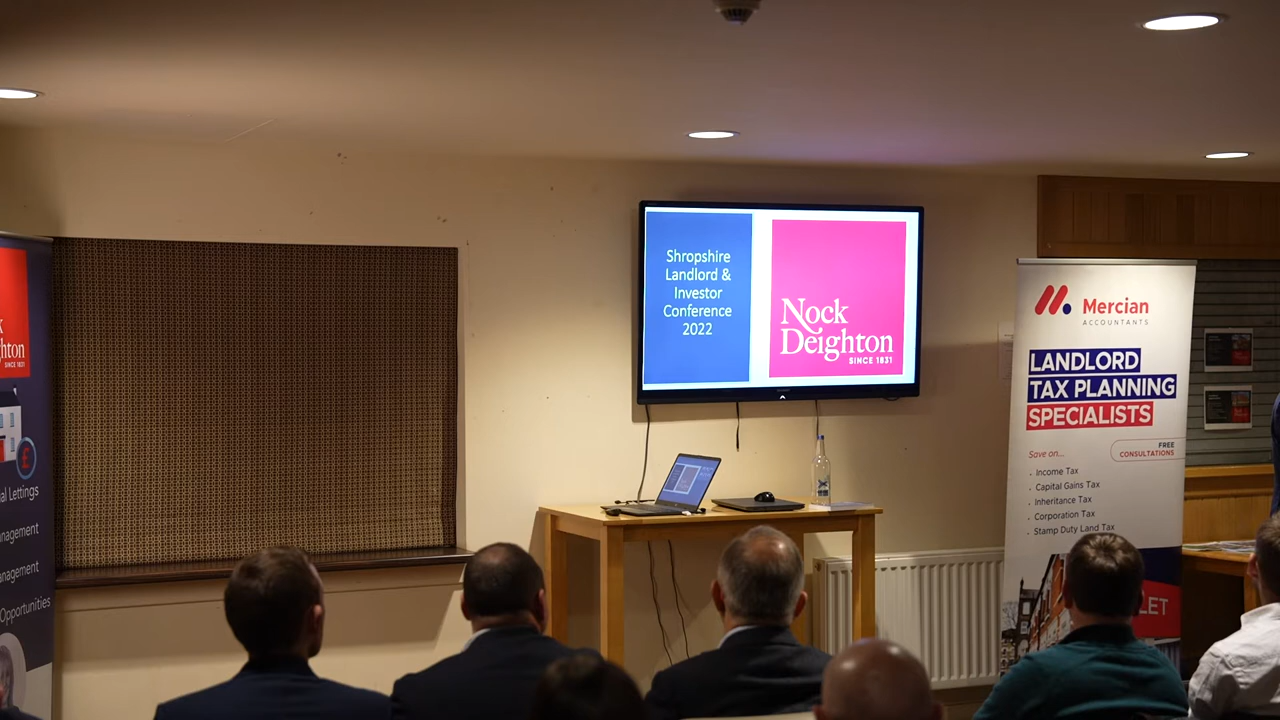 Shropshire
Landlord &
Investor
Conference
2022
Nock
Deighton
SINCE 1831
Mercian
ACCOUNTANTS
LANDLORD
TAX PLANNING
SPECIALISTS
FREE
CONSULTATIONS
Save on...
. Income Tax
. Capital Gains Tax
. Inheritance Tax
. Corporation Tax
. Stamp Duty Land Tax
LET
k
hton
SINCE 1831
£
al Lettings
nagement
nagement
Opportunities